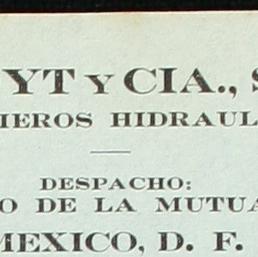 YT Y CIA., S
IEROS HIDRAUL
DESPACHO:
O DE LA MUTUA
MEXICO, D. F.